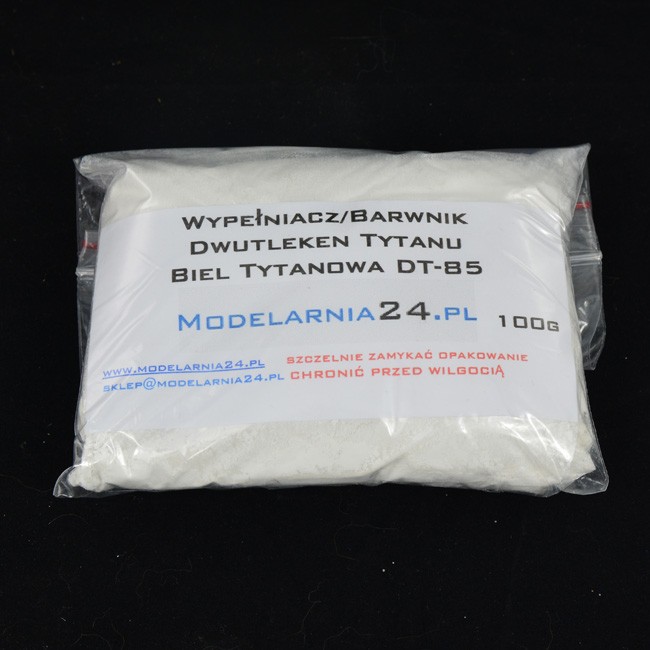 Wypełniacz/Barwnik
Dwutleken Tytanu
Biel Tytanowa DT-85
Modelarnia24.pl 100g
www.modelarnia24.pl szczelnie zamykać opakowanie
sklep@modelarnia24.pl chronić przed wilgocią